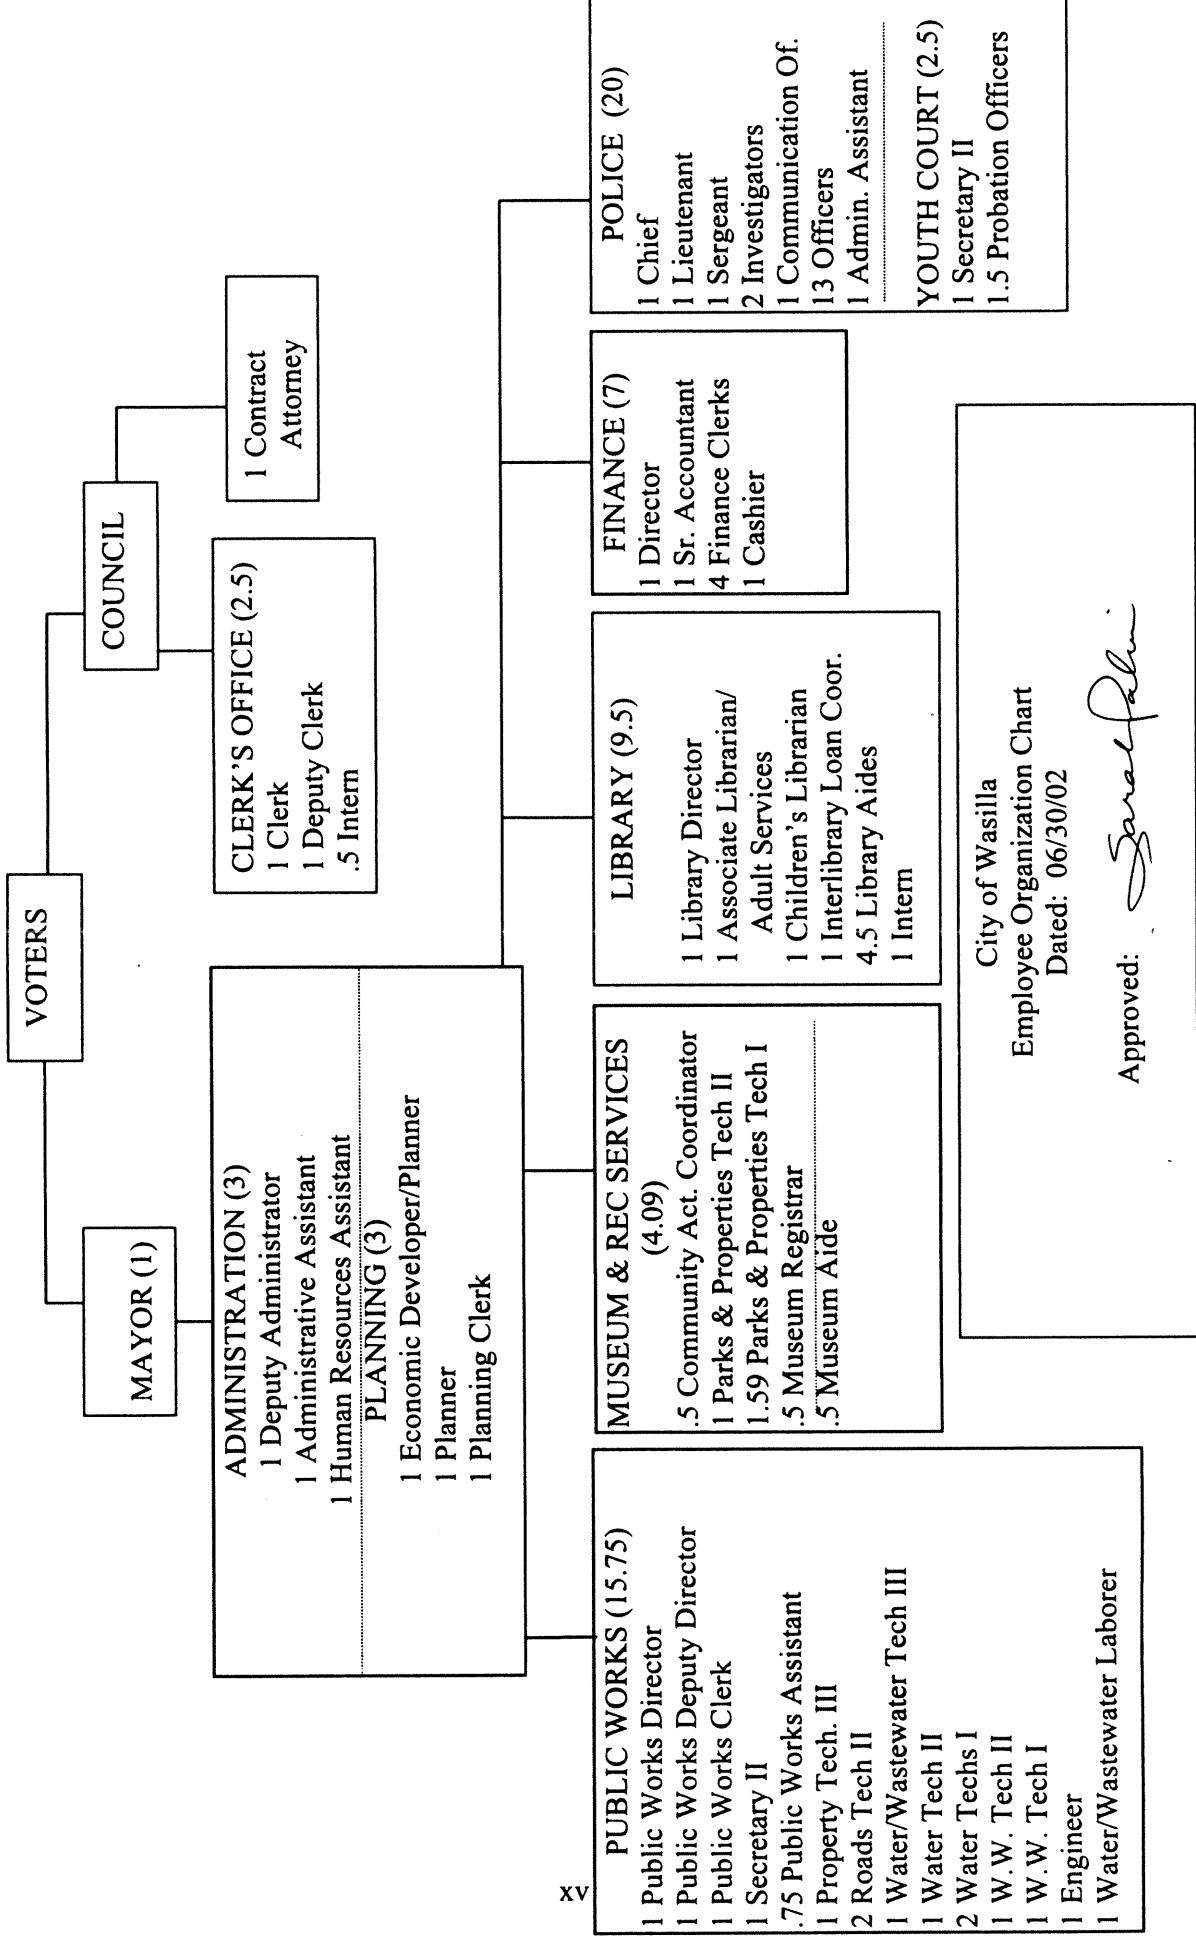 VOTERS
MAYOR (1)
COUNCIL
CLERK'S OFFICE (2.5)
1 Clerk
1 Deputy Clerk
.5 Intern
1 Contract
Attorney
ADMINISTRATION (3)
1 Deputy Administrator
1 Administrative Assistant
1 Human Resources Assistant
PLANNING (3)
1 Economic Developer/Planner
1 Planner
1 Planning Clerk
xv
PUBLIC WORKS (15.75)
1 Public Works Director
1 Public Works Deputy Director
1 Public Works Clerk
1 Secretary II
.75 Public Works Assistant
1 Property Tech. III
2 Roads Tech II
1 Water/Wastewater Tech III
1 Water Tech II
2 Water Techs I
1 W.W. Tech II
1 W.W. Tech I
1 Engineer
1 Water/Wastewater Laborer
MUSEUM & REC SERVICES
(4.09)
.5 Community Act. Coordinator
1 Parks & Properties Tech II
1.59 Parks & Properties Tech I
.5 Museum Registrar
.5 Museum Aide
LIBRARY (9.5)
1 Library Director
1 Associate Librarian/
Adult Services
1 Children's Librarian
1 Interlibrary Loan Coor.
4.5 Library Aides
1 Intern
FINANCE (7)
1 Director
1 Sr. Accountant
4 Finance Clerks
1 Cashier
POLICE (20)
1 Chief
1 Lieutenant
1 Sergeant
2 Investigators
1 Communication Of.
13 Officers
1 Admin. Assistant
YOUTH COURT (2.5)
1 Secretary II
1.5 Probation Officers
City of Wasilla
Employee Organization Chart
Dated: 06/30/02
Approved: Sarah Palin